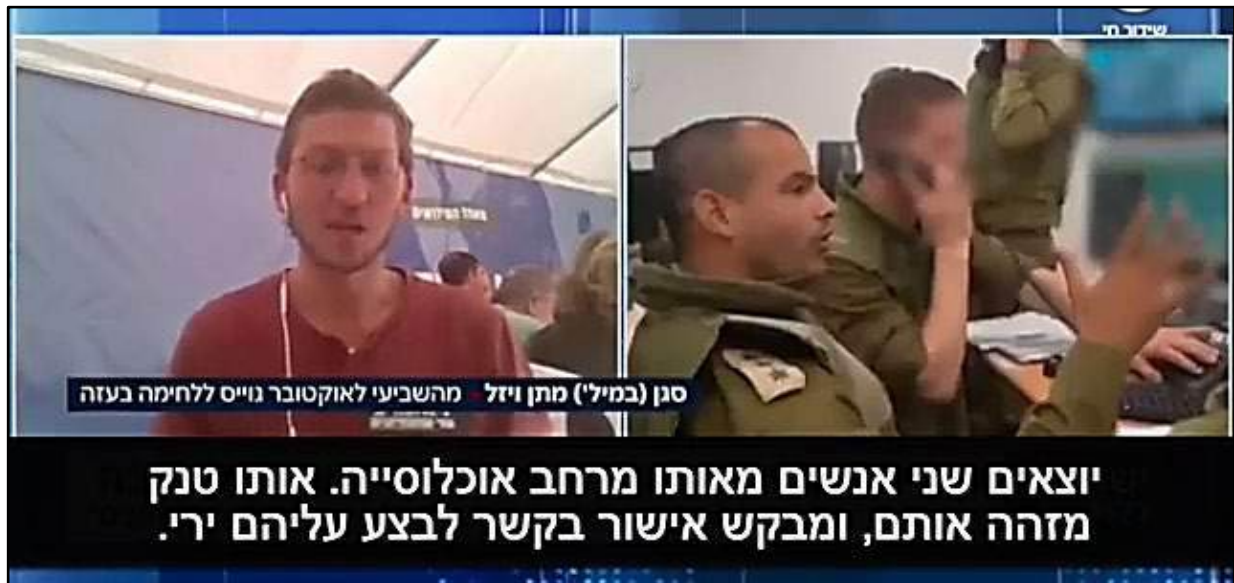 שידור חי
סגן (במיל') מתן ויזל - מהשביעי לאוקטובר גוייס ללחימה בעזה
יוצאים שני אנשים מאותו מרחב אוכלוסייה. אותו טנק
מזהה אותם, ומבקש אישור בקשר לבצע עליהם ירי.